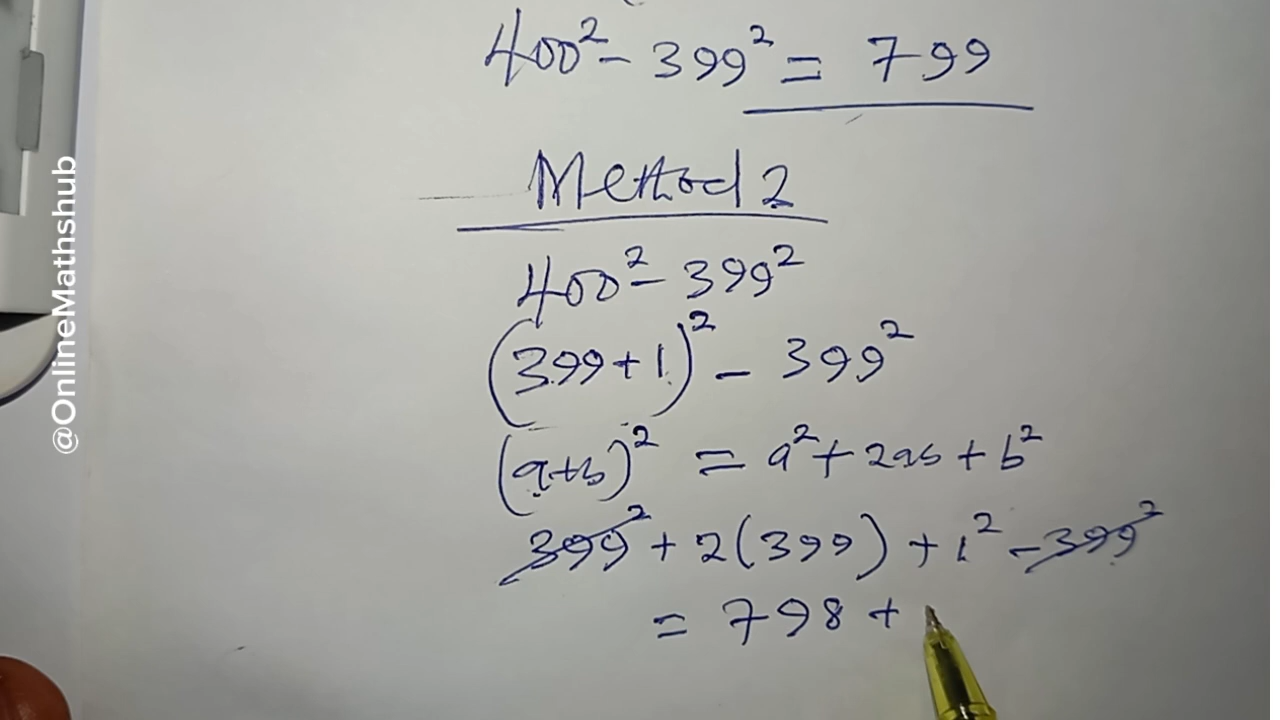 400² - 399² = 799
Method 2
400² - 399²
(399+1)² - 399²
(a+b)² = a² + 2ab + b²
399² + 2(399) + 1² - 399²
= 798 +
@OnlineMathshub